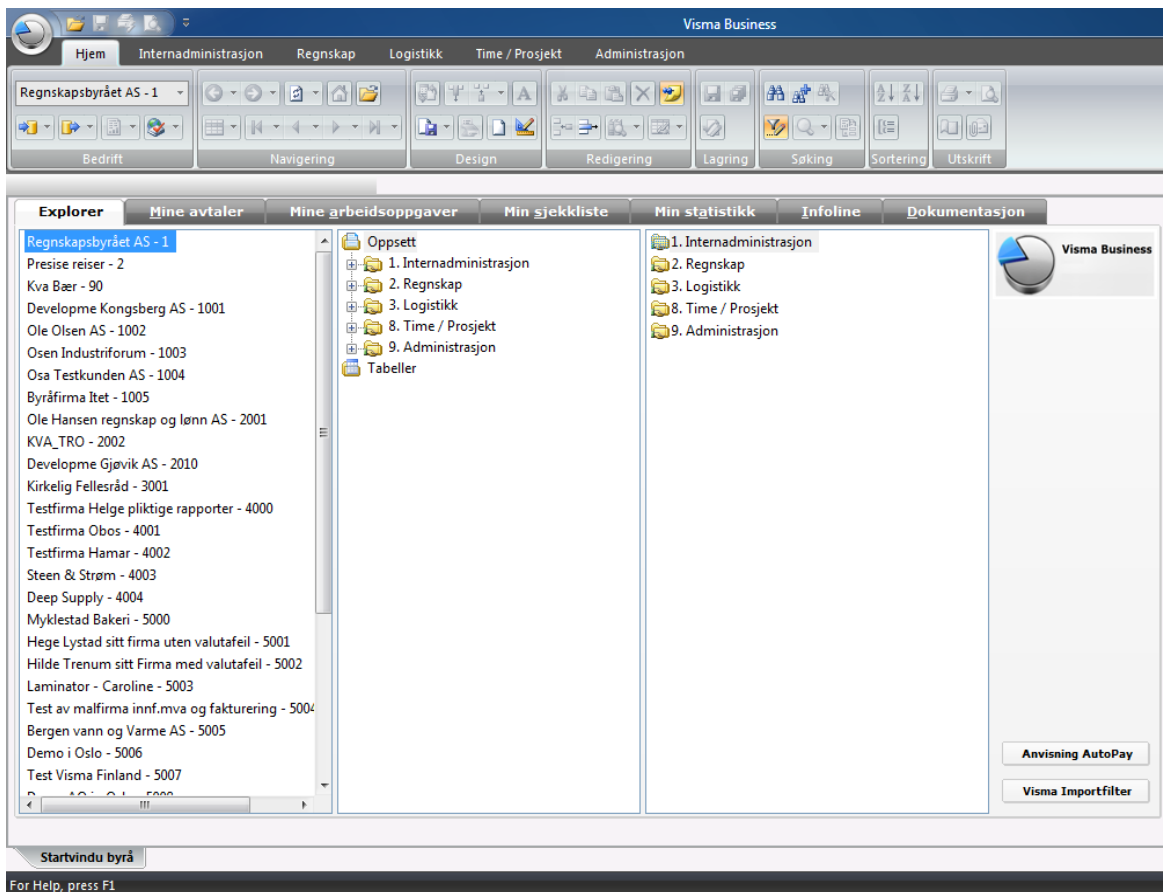 Visma Business
Hjem Internadministrasjon Regnskap Logistikk Time / Prosjekt Administrasjon
Regnskapsbyrået AS - 1
Bedrift Navigering Design Redigering Lagring Søking Sortering Utskrift
Explorer Mine avtaler Mine arbeidsoppgaver Min sjekkliste Min statistikk Infoline Dokumentasjon
Regnskapsbyrået AS - 1
Presise reiser - 2
Kva Bær - 90
Developme Kongsberg AS - 1001
Ole Olsen AS - 1002
Osen Industriforum - 1003
Osa Testkunden AS - 1004
Byråfirma Itet - 1005
Ole Hansen regnskap og lønn AS - 2001
KVA_TRO - 2002
Developme Gjøvik AS - 2010
Kirkelig Fellesråd - 3001
Testfirma Helge pliktige rapporter - 4000
Testfirma Obos - 4001
Testfirma Hamar - 4002
Steen & Strøm - 4003
Deep Supply - 4004
Myklestad Bakeri - 5000
Hege Lystad sitt firma uten valutafeil - 5001
Hilde Trenum sitt Firma med valutafeil - 5002
Laminator - Caroline - 5003
Test av malfirma innf.mva og fakturering - 5004
Bergen vann og Varme AS - 5005
Demo i Oslo - 5006
Test Visma Finland - 5007
Oppsett
1. Internadministrasjon
2. Regnskap
3. Logistikk
8. Time / Prosjekt
9. Administrasjon
Tabeller
1. Internadministrasjon
2. Regnskap
3. Logistikk
8. Time / Prosjekt
9. Administrasjon
Visma Business
Anvisning AutoPay
Visma Importfilter
Startvindu byrå
For Help, press F1